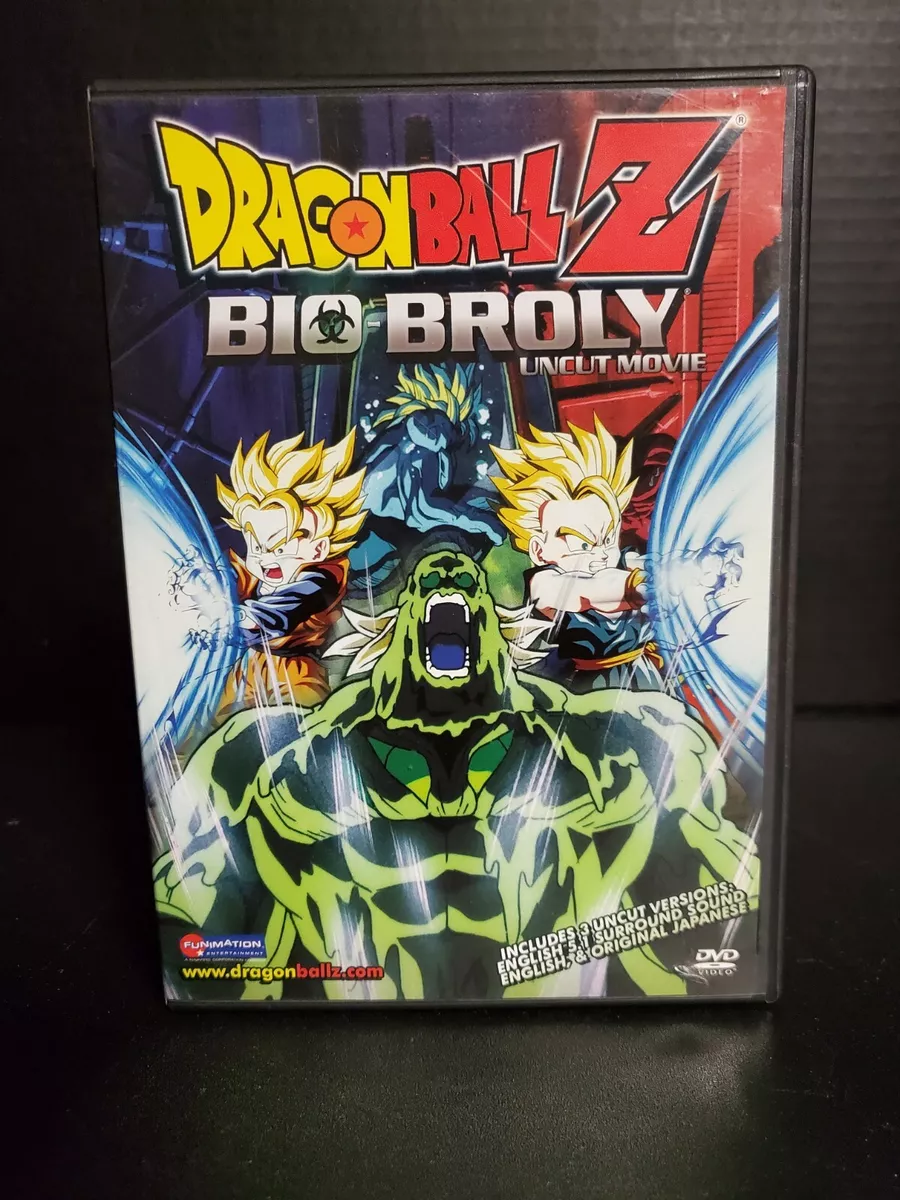 DRAGON BALL Z®
BIO-BROLY®
UNCUT MOVIE
INCLUDES 3 UNCUT VERSIONS:
ENGLISH 5.1 SURROUND SOUND
ENGLISH, & ORIGINAL JAPANESE
FUNIMATION
ENTERTAINMENT
www.dragonballz.com
DVD
VIDEO